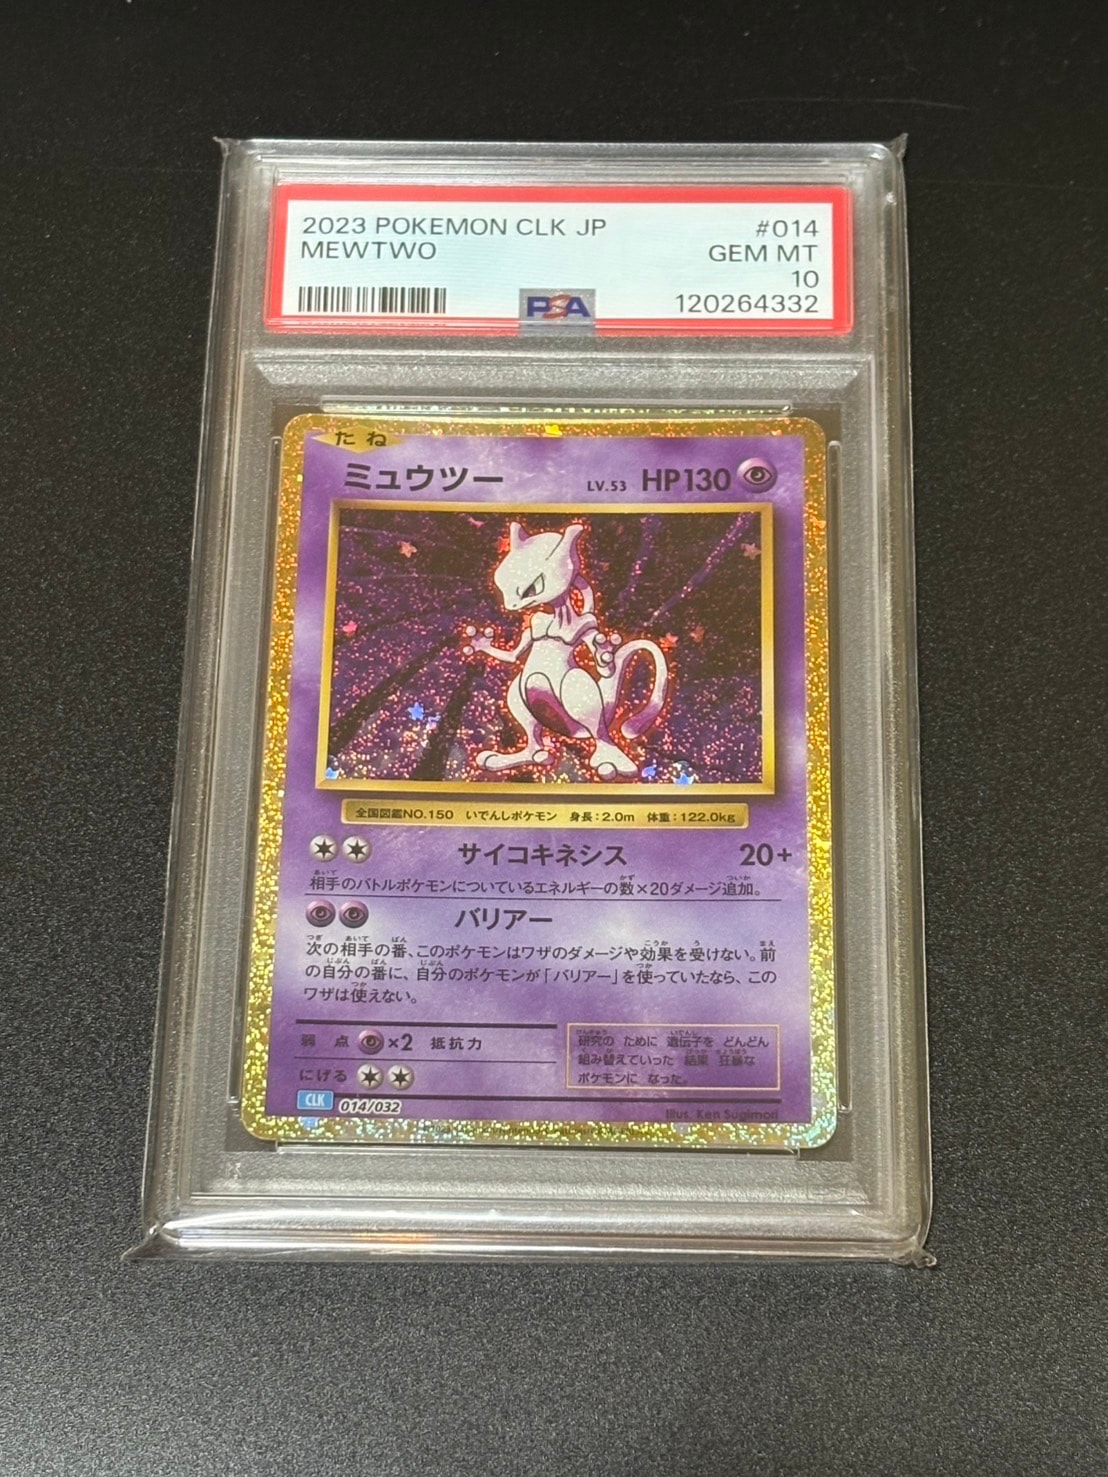 2023 POKEMON CLK JP #014
MEWTWO GEM MT
10
PSA 120264332
たね
ミュウツー LV.53 HP130
全国図鑑NO.150 いでんしポケモン 身長:2.0m 体重:122.0kg
サイコキネシス 20+
相手のバトルポケモンについているエネルギーの数×20ダメージ追加。
バリアー
次の相手の番、このポケモンはワザのダメージや効果を受けない。前
の自分の番に、自分のポケモンが「バリアー」を使っていたなら、この
ワザは使えない。
弱点 ×2 抵抗力
にげる
研究の ために 遺伝子を どんどん
組み替えていった 結果 狂暴な
ポケモンに なった。
CLK 014/032
Illus. Ken Sugimori